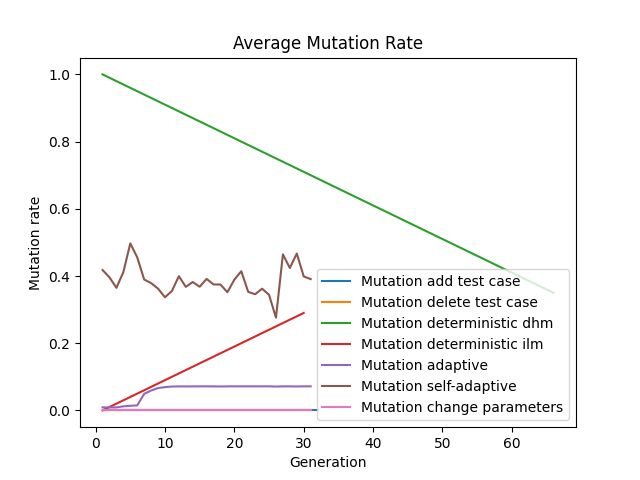 Average Mutation Rate
Mutation rate
1.0
0.8
0.6
0.4
0.2
0.0
Mutation add test case
Mutation delete test case
Mutation deterministic dhm
Mutation deterministic ilm
Mutation adaptive
Mutation self-adaptive
Mutation change parameters
0 10 20 30 40 50 60
Generation